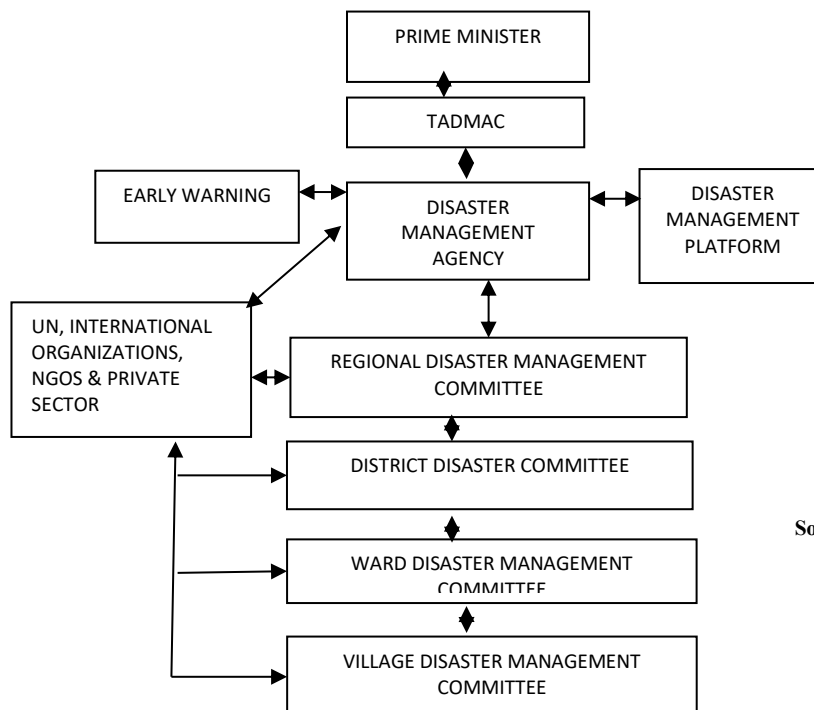 PRIME MINISTER
TADMAC
EARLY WARNING
DISASTER
MANAGEMENT
AGENCY
DISASTER
MANAGEMENT
PLATFORM
UN, INTERNATIONAL
ORGANIZATIONS,
NGOS & PRIVATE
SECTOR
REGIONAL DISASTER MANAGEMENT
COMMITTEE
DISTRICT DISASTER COMMITTEE
So
WARD DISASTER MANAGEMENT
COMMITTEE
VILLAGE DISASTER MANAGEMENT
COMMITTEE